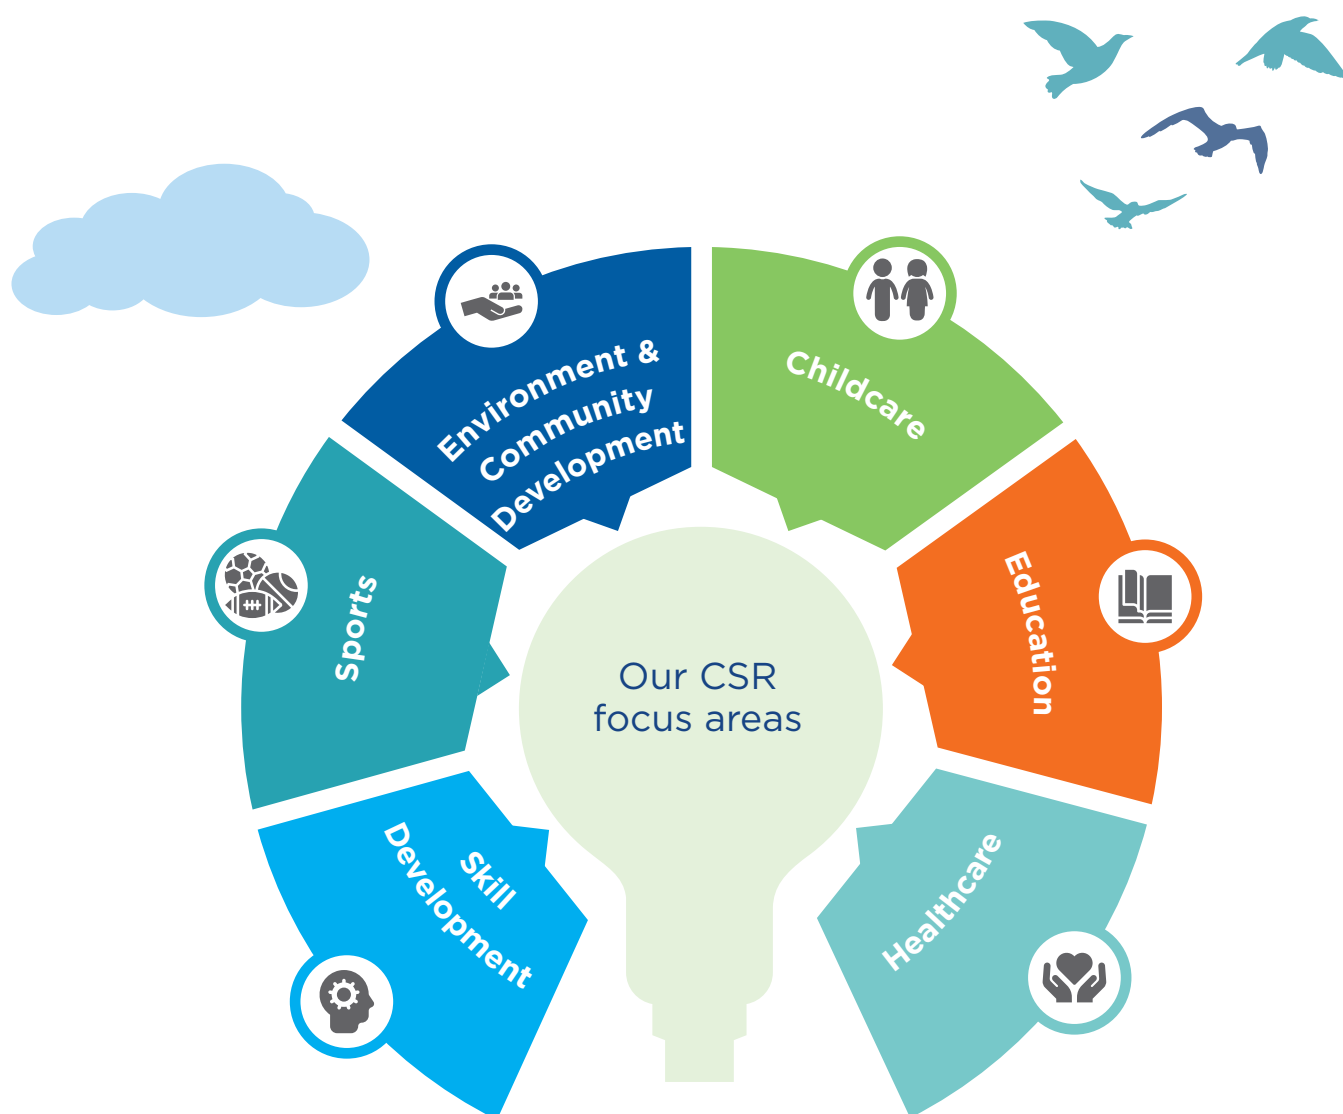 Environment &
Community
Development
Childcare
Sports
Education
Our CSR
focus areas
Skill
Development
Healthcare